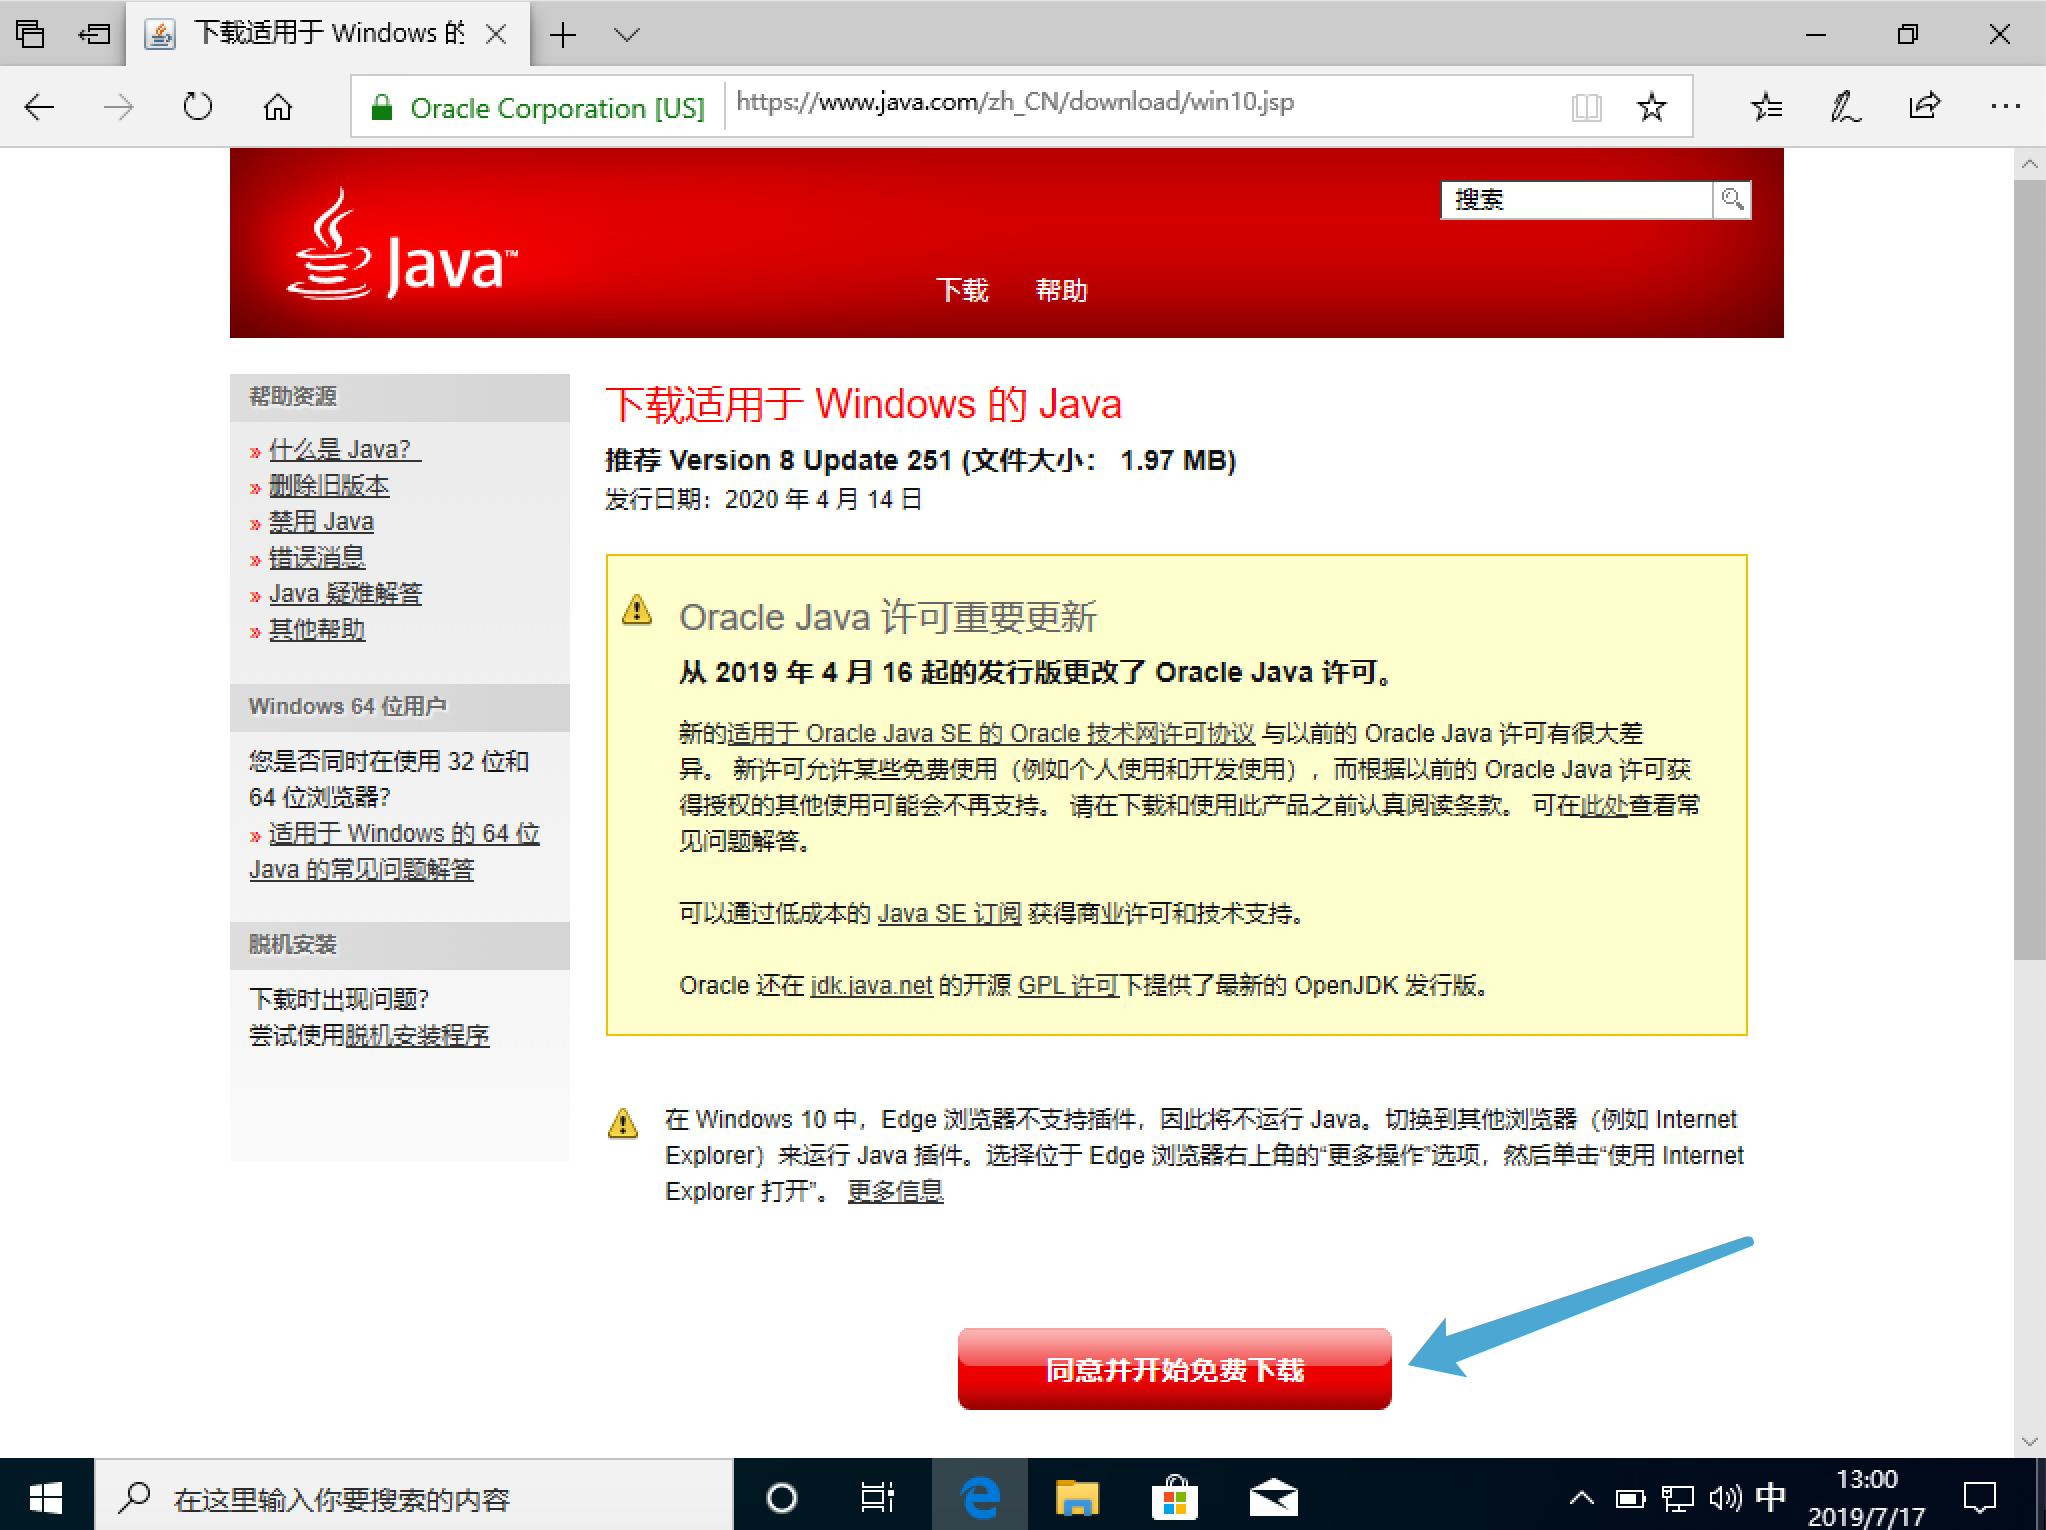 下载适用于 Windows 的
Oracle Corporation [US]
https://www.java.com/zh_CN/download/win10.jsp
搜索
Java™
下载 帮助
帮助资源
» 什么是 Java？
» 删除旧版本
» 禁用 Java
» 错误消息
» Java 疑难解答
» 其他帮助
Windows 64 位用户
您是否同时在使用 32 位和
64 位浏览器？
» 适用于 Windows 的 64 位
Java 的常见问题解答
脱机安装
下载时出现问题？
尝试使用脱机安装程序
下载适用于 Windows 的 Java
推荐 Version 8 Update 251 (文件大小： 1.97 MB)
发行日期：2020 年 4 月 14 日
Oracle Java 许可重要更新
从 2019 年 4 月 16 起的发行版更改了 Oracle Java 许可。
新的适用于 Oracle Java SE 的 Oracle 技术网许可协议 与以前的 Oracle Java 许可有很大差
异。 新许可允许某些免费使用（例如个人使用和开发使用），而根据以前的 Oracle Java 许可获
得授权的其他使用可能会不再支持。 请在下载和使用此产品之前认真阅读条款。 可在此处查看常
见问题解答。
可以通过低成本的 Java SE 订阅 获得商业许可和技术支持。
Oracle 还在 jdk.java.net 的开源 GPL 许可下提供了最新的 OpenJDK 发行版。
在 Windows 10 中，Edge 浏览器不支持插件，因此将不运行 Java。切换到其他浏览器（例如 Internet
Explorer）来运行 Java 插件。选择位于 Edge 浏览器右上角的“更多操作”选项，然后单击“使用 Internet
Explorer 打开”。 更多信息
同意并开始免费下载
在这里输入你要搜索的内容
中
13:00
2019/7/17